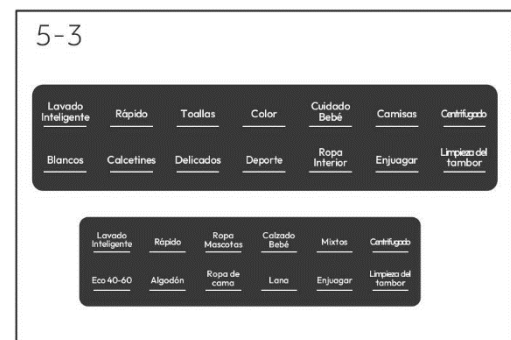 5-3
Lavado
Inteligente
Rápido
Toallas
Color
Cuidado
Bebé
Camisas
Centrifugado
Blancos
Calcetines
Delicados
Deporte
Ropa
Interior
Enjuagar
Limpieza del
tambor
Lavado
Inteligente
Rápido
Ropa
Mascotas
Calzado
Bebé
Mixtos
Centrifugado
Eco 40-60
Algodón
Ropa de
cama
Lana
Enjuagar
Limpieza del
tambor